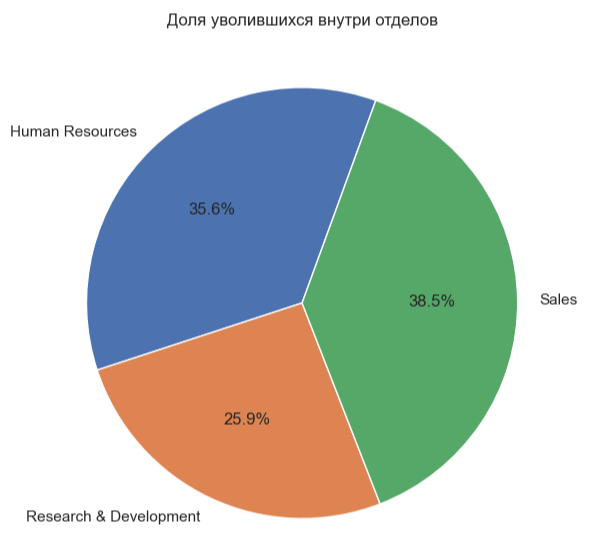 Доля уволившихся внутри отделов
Human Resources
35.6%
38.5%
Sales
25.9%
Research & Development